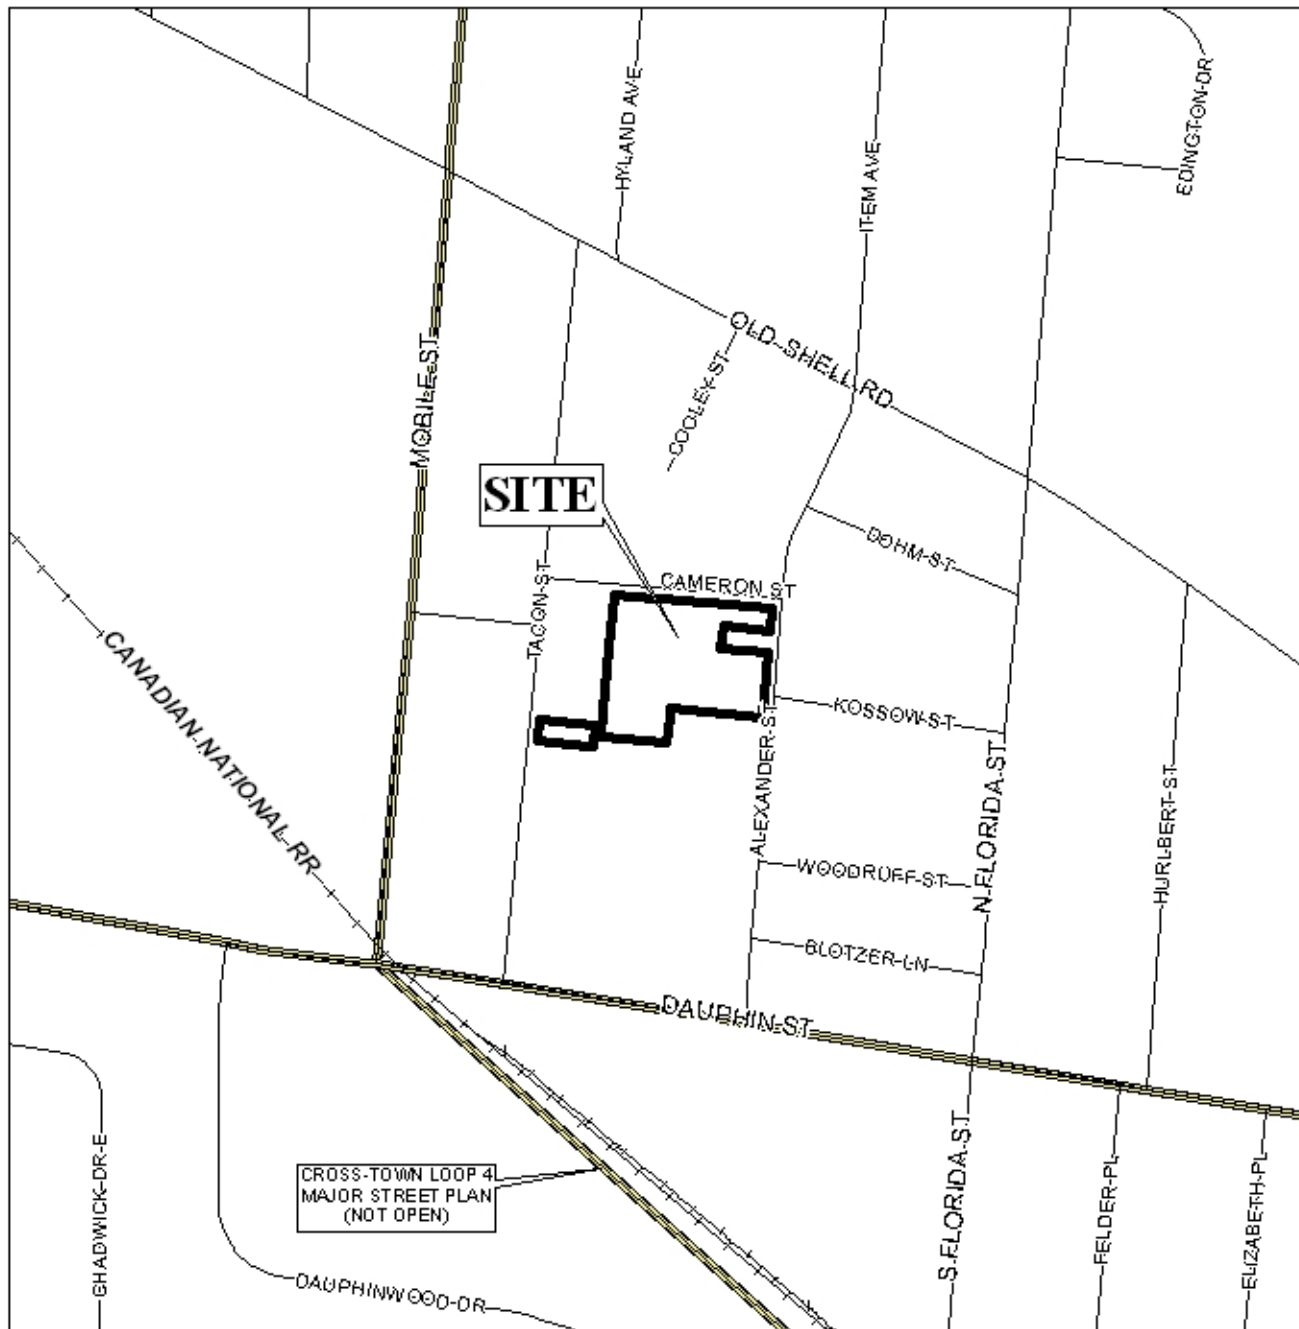 HYLAND AVE
ITEM AVE
EDINGTON DR
OLD SHELL RD
MOBILE ST
COOLEY ST
SITE
DOHM ST
CAMERON ST
TACON ST
CANADIAN NATIONAL RR
KOSSOW ST
ALEXANDER ST
N FLORIDA ST
HURLBERT ST
WOODRUFF ST
BLOTZER LN
DAUPHIN ST
CROSS-TOWN LOOP 4
MAJOR STREET PLAN
(NOT OPEN)
CHADWICK DR E
DAUPHINWOOD DR
S FLORIDA ST
FELDER PL
ELIZABETH PL